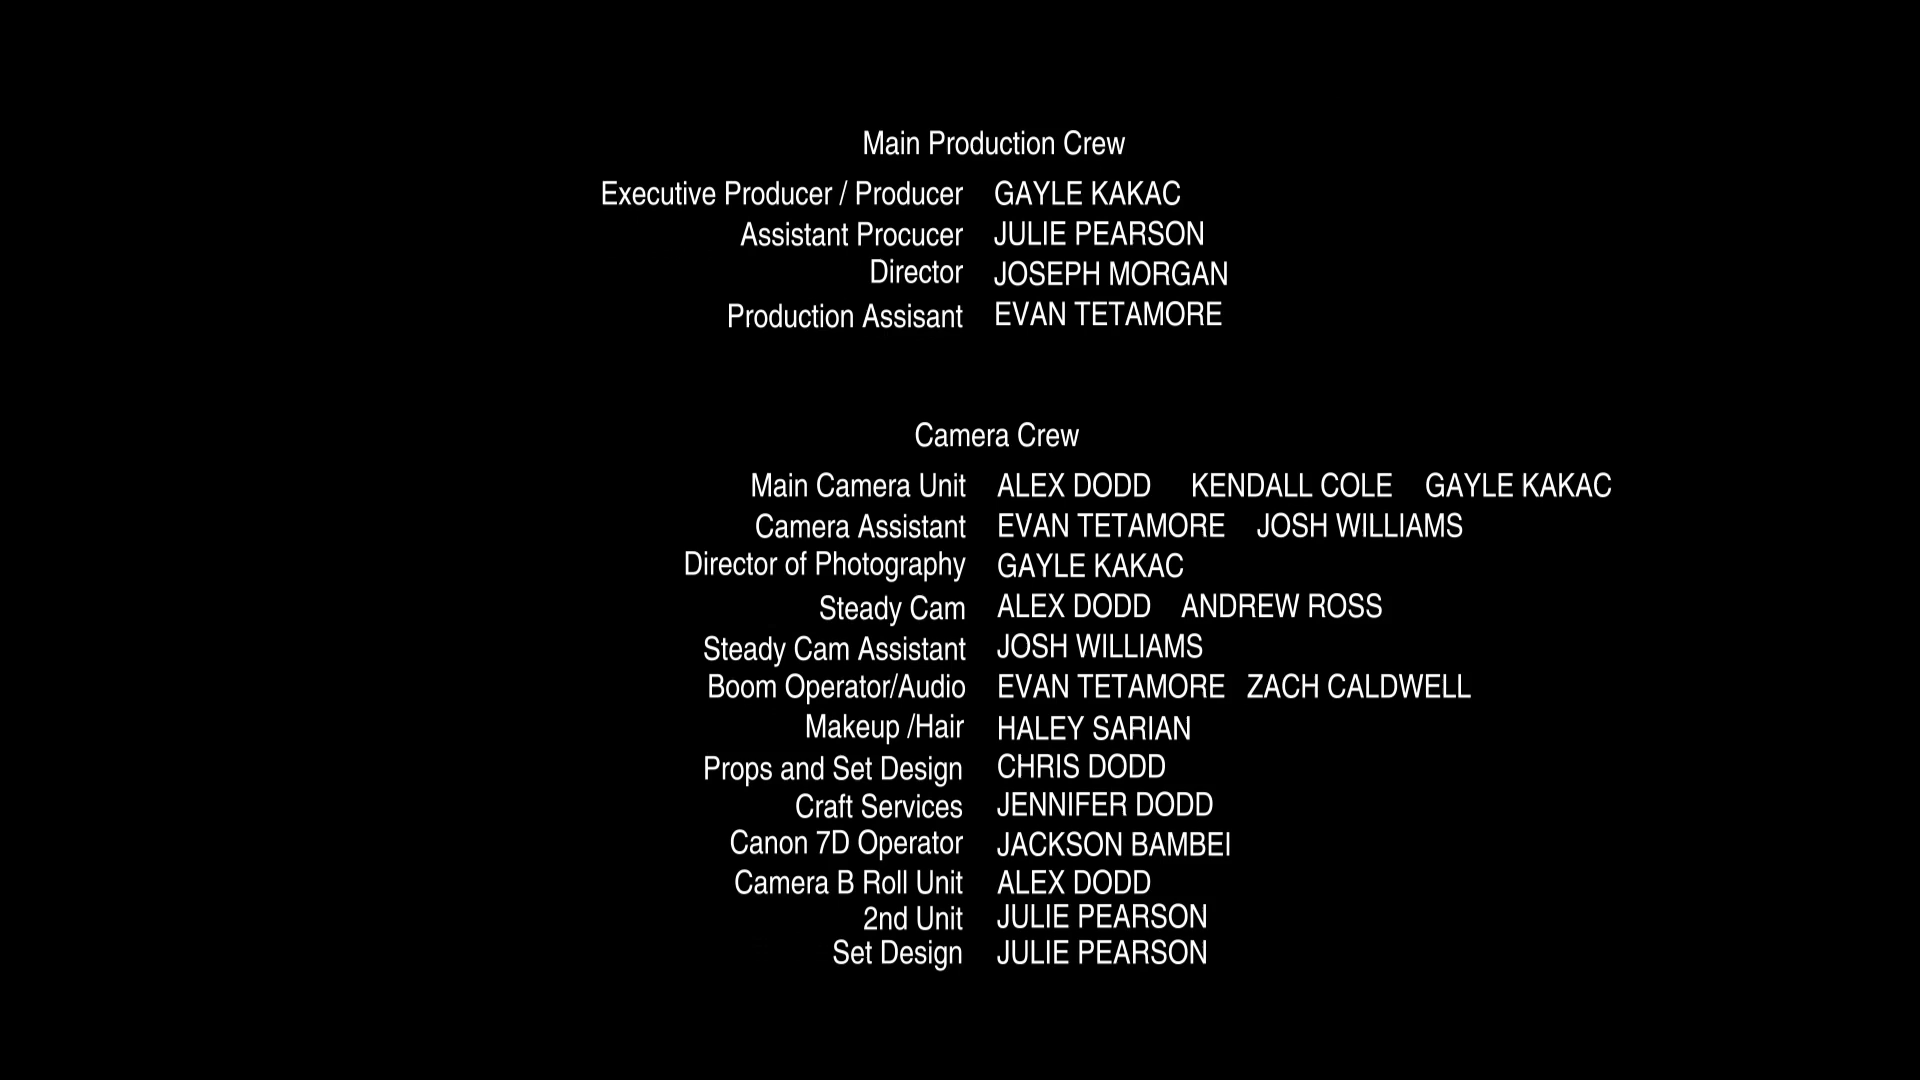 Main Production Crew
Executive Producer / Producer GAYLE KAKAC
Assistant Procucer JULIE PEARSON
Director JOSEPH MORGAN
Production Assisant EVAN TETAMORE
Camera Crew
Main Camera Unit ALEX DODD KENDALL COLE GAYLE KAKAC
Camera Assistant EVAN TETAMORE JOSH WILLIAMS
Director of Photography GAYLE KAKAC
Steady Cam ALEX DODD ANDREW ROSS
Steady Cam Assistant JOSH WILLIAMS
Boom Operator/Audio EVAN TETAMORE ZACH CALDWELL
Makeup /Hair HALEY SARIAN
Props and Set Design CHRIS DODD
Craft Services JENNIFER DODD
Canon 7D Operator JACKSON BAMBEI
Camera B Roll Unit ALEX DODD
2nd Unit JULIE PEARSON
Set Design JULIE PEARSON